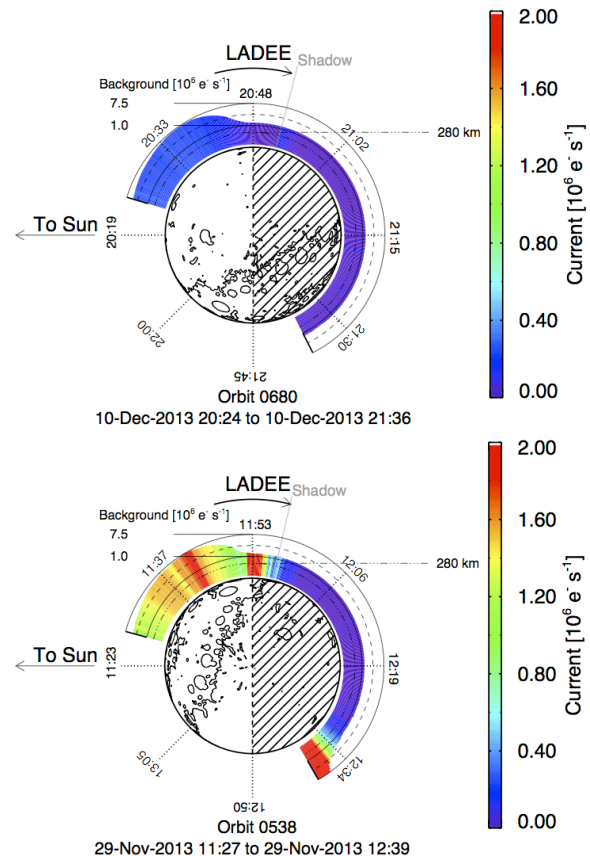 LADEE
Shadow
Background [10⁶ e⁻ s⁻¹]
20:48
7.5
1.0
20:33
21:02
280 km
To Sun
20:19
21:15
22:00
21:30
21:45
Orbit 0680
10-Dec-2013 20:24 to 10-Dec-2013 21:36
2.00
1.60
1.20
0.80
0.40
0.00
Current [10⁶ e⁻ s⁻¹]
LADEE
Shadow
Background [10⁶ e⁻ s⁻¹]
11:53
7.5
1.0
11:37
12:06
280 km
To Sun
11:23
12:19
13:05
12:34
12:50
Orbit 0538
29-Nov-2013 11:27 to 29-Nov-2013 12:39
2.00
1.60
1.20
0.80
0.40
0.00
Current [10⁶ e⁻ s⁻¹]